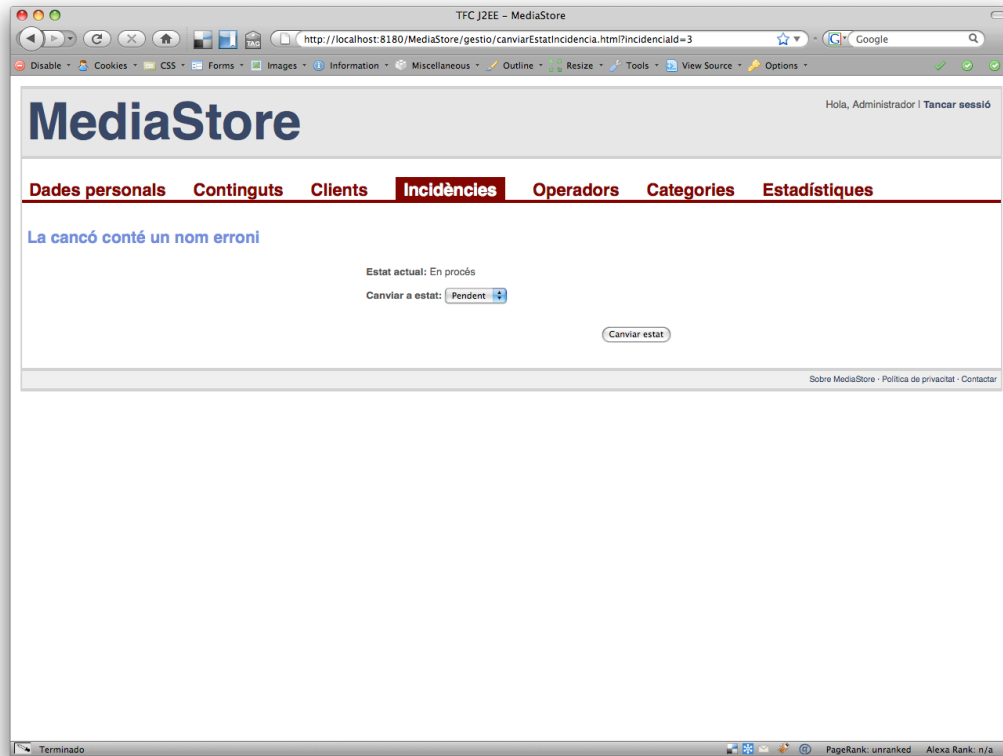 TFC J2EE - MediaStore
http://localhost:8180/MediaStore/gestio/canviarEstatIncidencia.html?incidenciaId=3
Google
Disable Cookies CSS Forms Images Information Miscellaneous Outline Resize Tools View Source Options
MediaStore
Hola, Administrador | Tancar sessió
Dades personals Continguts Clients Incidències Operadors Categories Estadístiques
La cancó conté un nom erroni
Estat actual: En procés
Canviar a estat: Pendent
Canviar estat
Sobre MediaStore · Política de privacitat · Contactar
Terminado
PageRank: unranked Alexa Rank: n/a